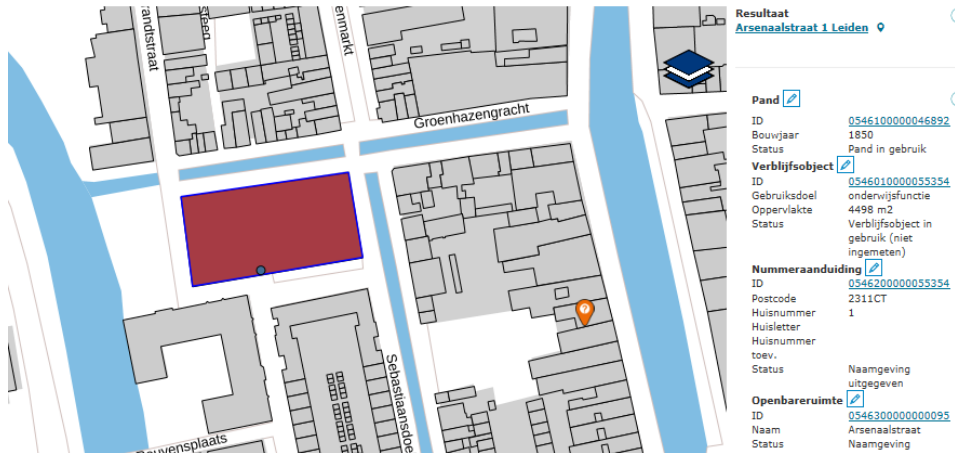 randtstraat
steen
enmarkt
Groenhazengracht
Sebastiaansdoe
euvensplaats
Resultaat
Arsenaalstraat 1 Leiden
Pand
ID 0546100000046892
Bouwjaar 1850
Status Pand in gebruik
Verblijfsobject
ID 0546010000055354
Gebruiksdoel onderwijsfunctie
Oppervlakte 4498 m2
Status Verblijfsobject in
gebruik (niet
ingemeten)
Nummeraanduiding
ID 0546200000055354
Postcode 2311CT
Huisnummer 1
Huisletter
Huisnummer
toev.
Status Naamgeving
uitgegeven
Openbareruimte
ID 0546300000000095
Naam Arsenaalstraat
Status Naamgeving